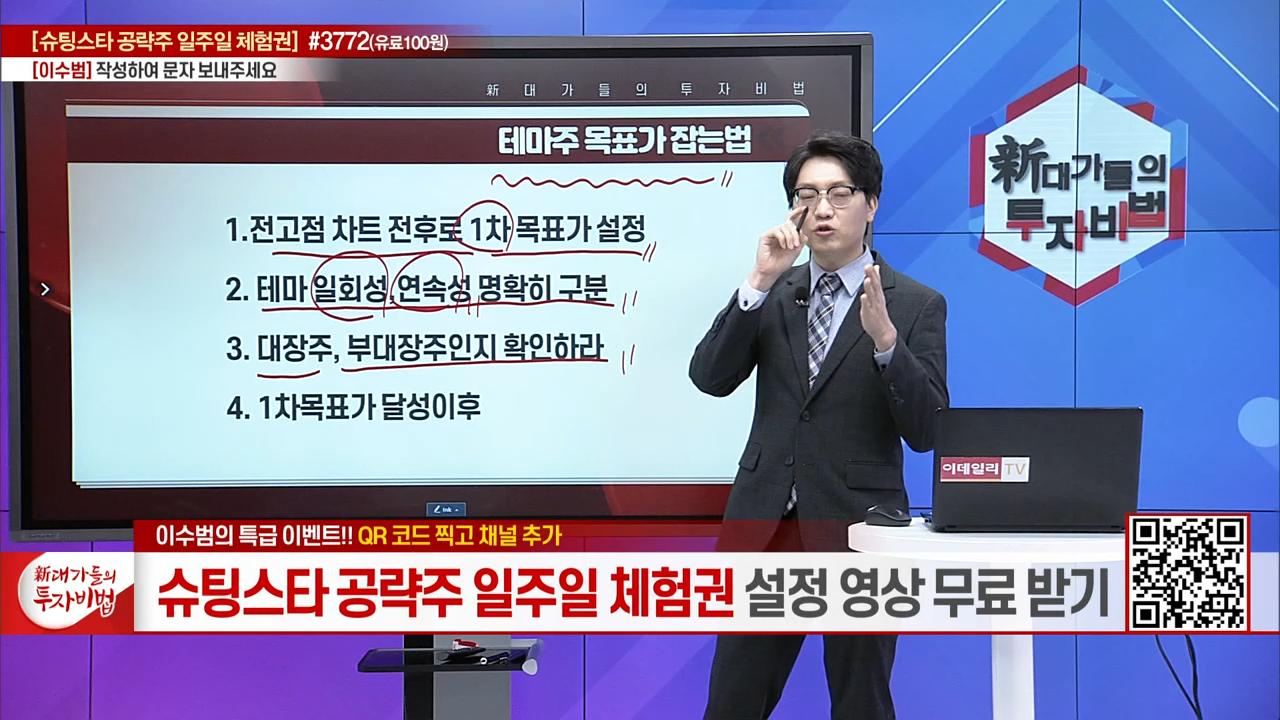 [슈팅스타 공략주 일주일 체험권] #3772(유료100원)
[이수범] 작성하여 문자 보내주세요
新 대 가 들 의 투 자 비 법
테마주 목표가 잡는법
1.전고점 차트 전후로 1차 목표가 설정
2. 테마 일회성,연속성 명확히 구분
3. 대장주, 부대장주인지 확인하라
4. 1차목표가 달성이후
Ink
新대가들의
투자비법
이데일리 TV
이수범의 특급 이벤트!! QR 코드 찍고 채널 추가
新대가들의
투자비법
슈팅스타 공략주 일주일 체험권 설정 영상 무료 받기